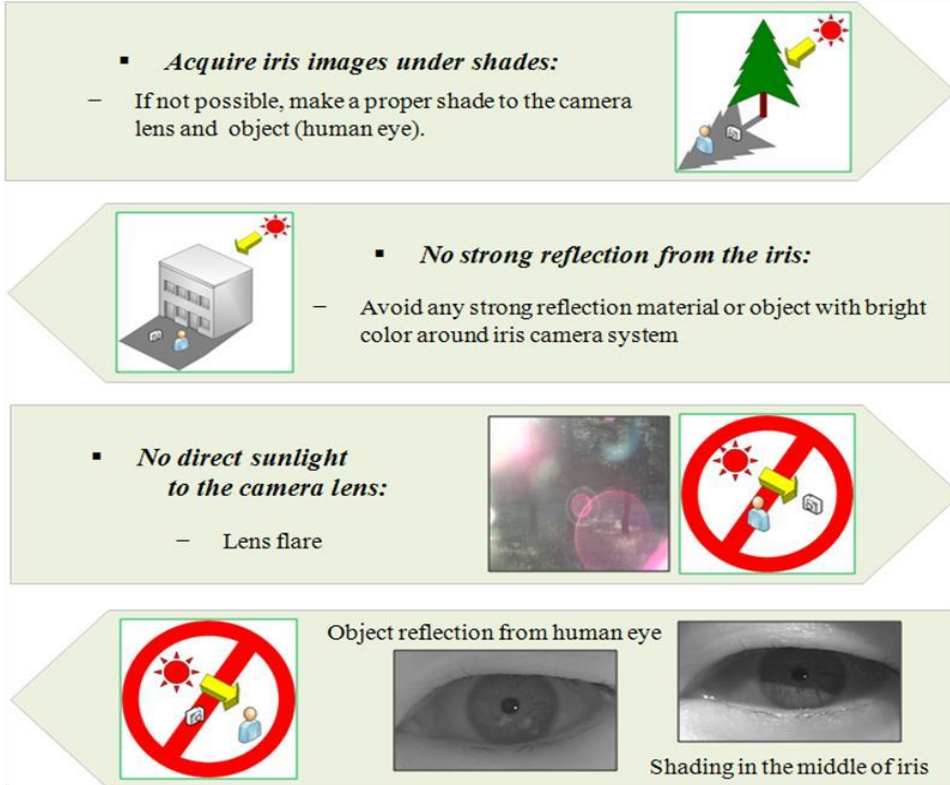 ▪ Acquire iris images under shades:
– If not possible, make a proper shade to the camera
lens and object (human eye).
▪ No strong reflection from the iris:
– Avoid any strong reflection material or object with bright
color around iris camera system
▪ No direct sunlight
to the camera lens:
– Lens flare
Object reflection from human eye
Shading in the middle of iris